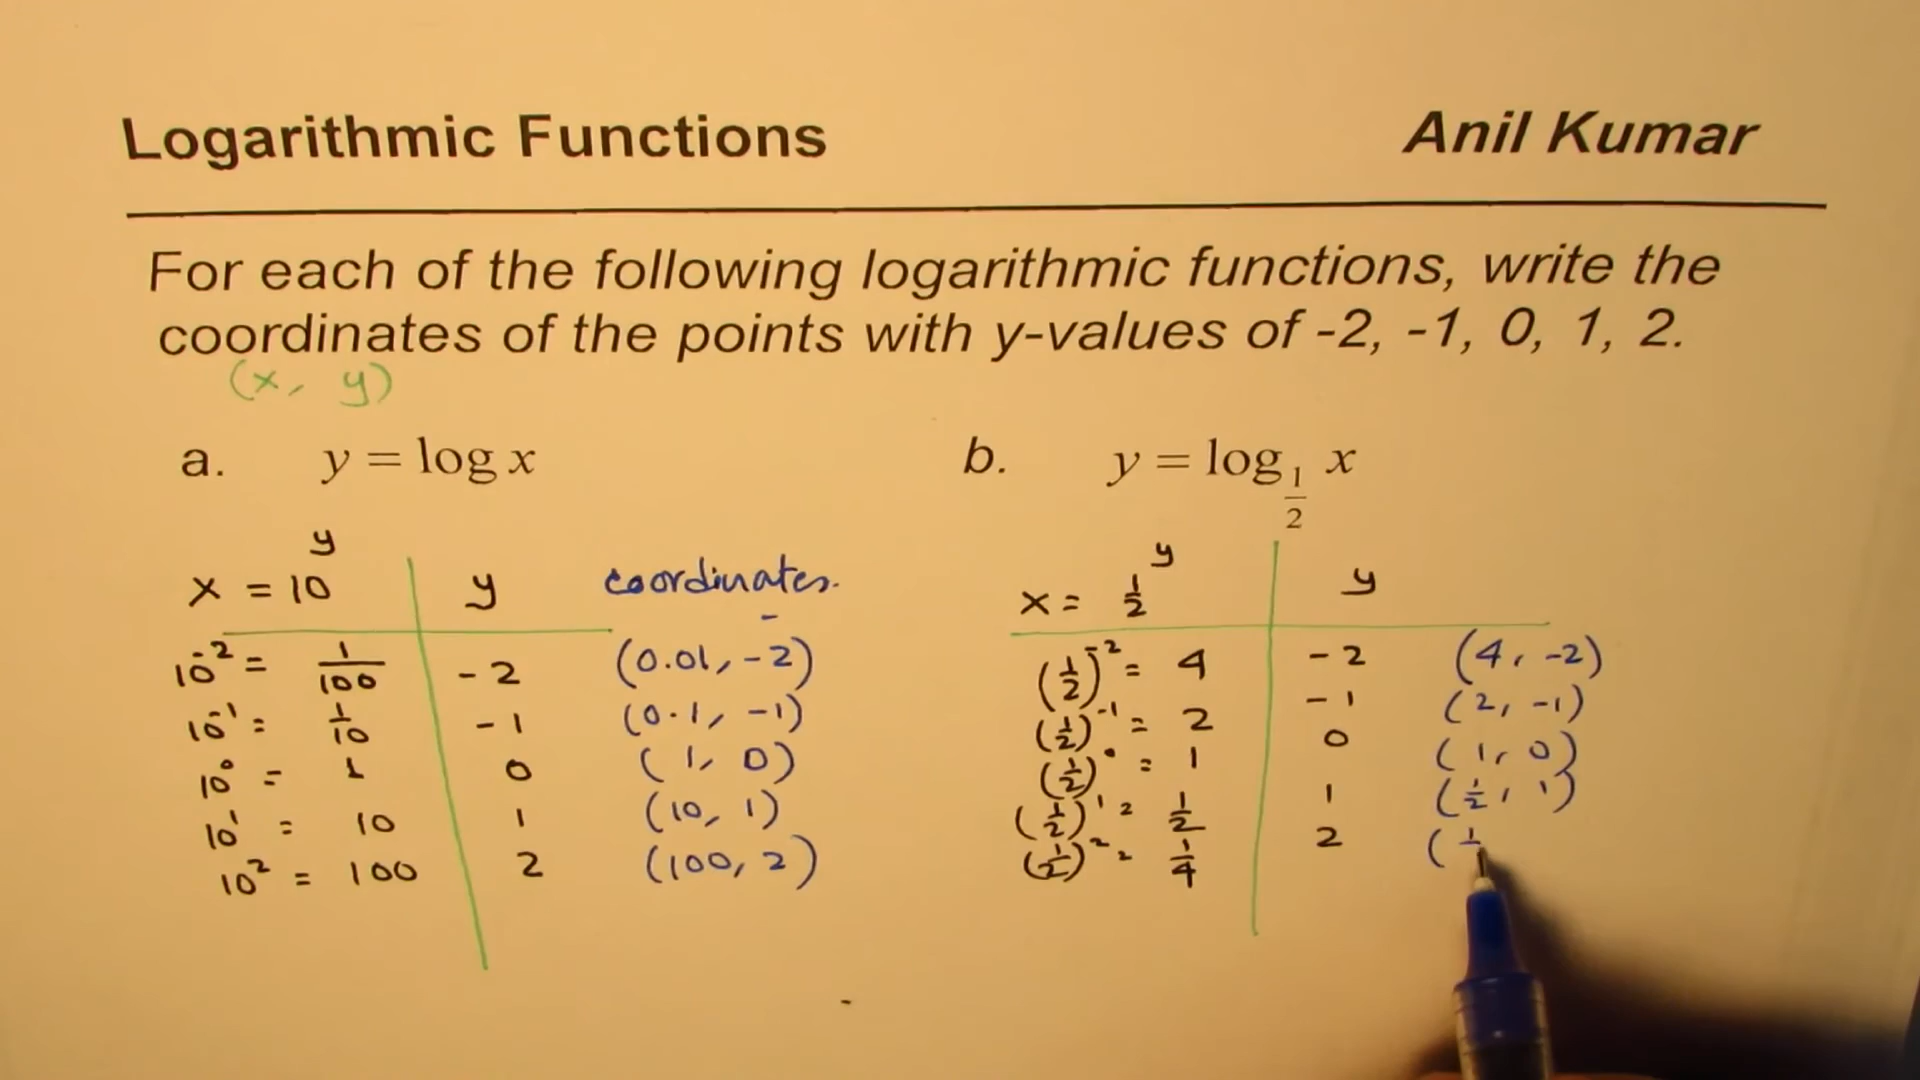 Logarithmic Functions Anil Kumar
For each of the following logarithmic functions, write the
coordinates of the points with y-values of -2, -1, 0, 1, 2.
(x, y)
a. y = log x
b. y = log_{1/2} x
x = 10^y y coordinates.
10^-2 = 1/100 -2 (0.01, -2)
10^-1 = 1/10 -1 (0.1, -1)
10^0 = 1 0 (1, 0)
10^1 = 10 1 (10, 1)
10^2 = 100 2 (100, 2)
x = 1/2^y y
(1/2)^-2 = 4 -2 (4, -2)
(1/2)^-1 = 2 -1 (2, -1)
(1/2)^0 = 1 0 (1, 0)
(1/2)^1 = 1/2 1 (1/2, 1)
(1/2)^2 = 1/4 2 (1